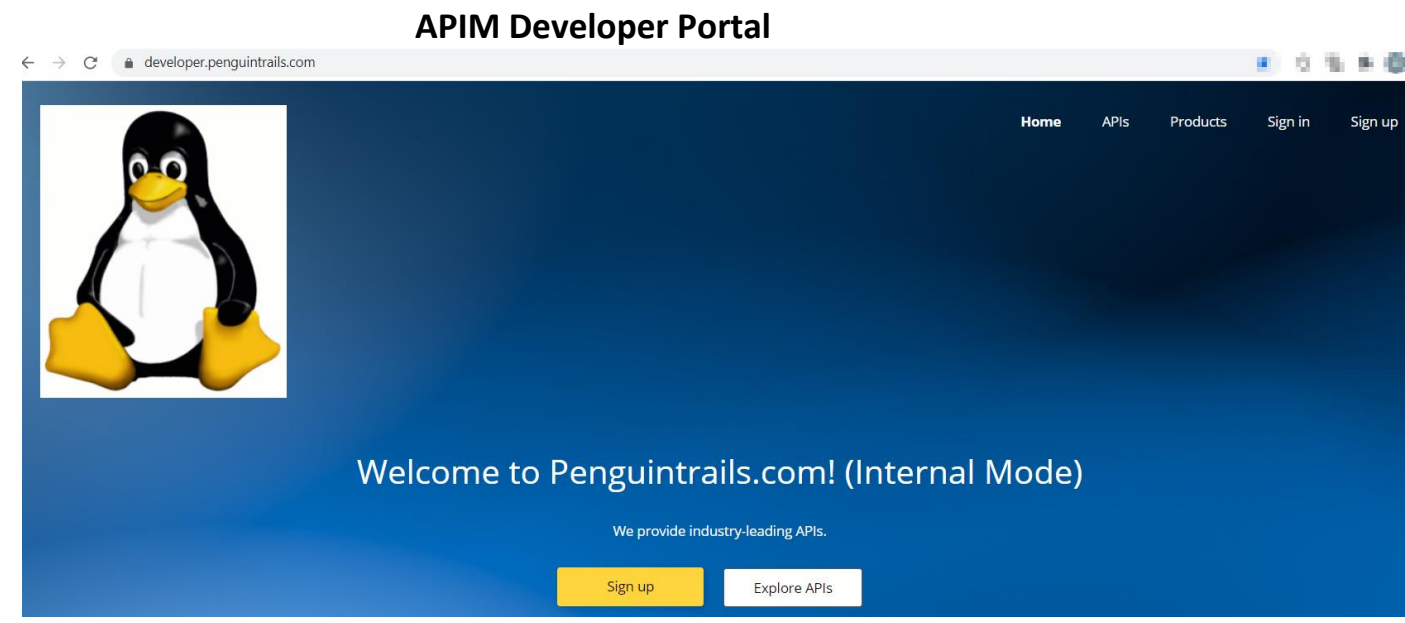 APIM Developer Portal
developer.penguintrails.com
Home APIs Products Sign in Sign up
Welcome to Penguintrails.com! (Internal Mode)
We provide industry-leading APIs.
Sign up Explore APIs